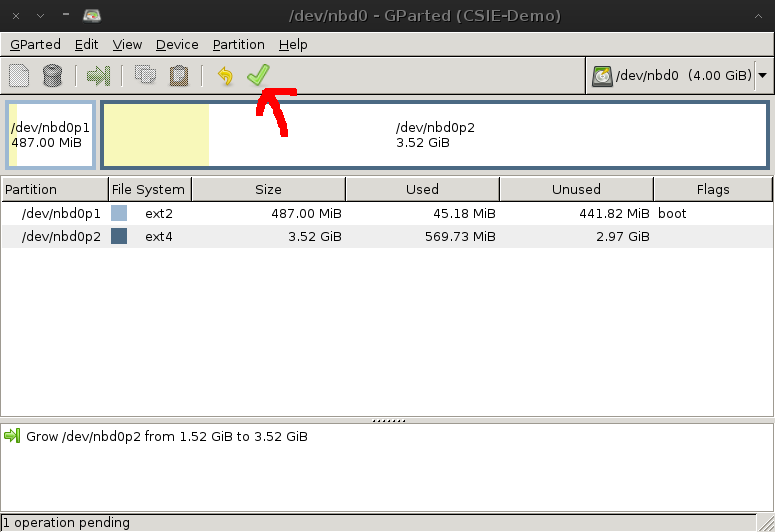 /dev/nbd0 - GParted (CSIE-Demo)
GParted Edit View Device Partition Help
/dev/nbd0 (4.00 GiB)
/dev/nbd0p1
487.00 MiB
/dev/nbd0p2
3.52 GiB
Partition File System Size Used Unused Flags
/dev/nbd0p1 ext2 487.00 MiB 45.18 MiB 441.82 MiB boot
/dev/nbd0p2 ext4 3.52 GiB 569.73 MiB 2.97 GiB
Grow /dev/nbd0p2 from 1.52 GiB to 3.52 GiB
1 operation pending